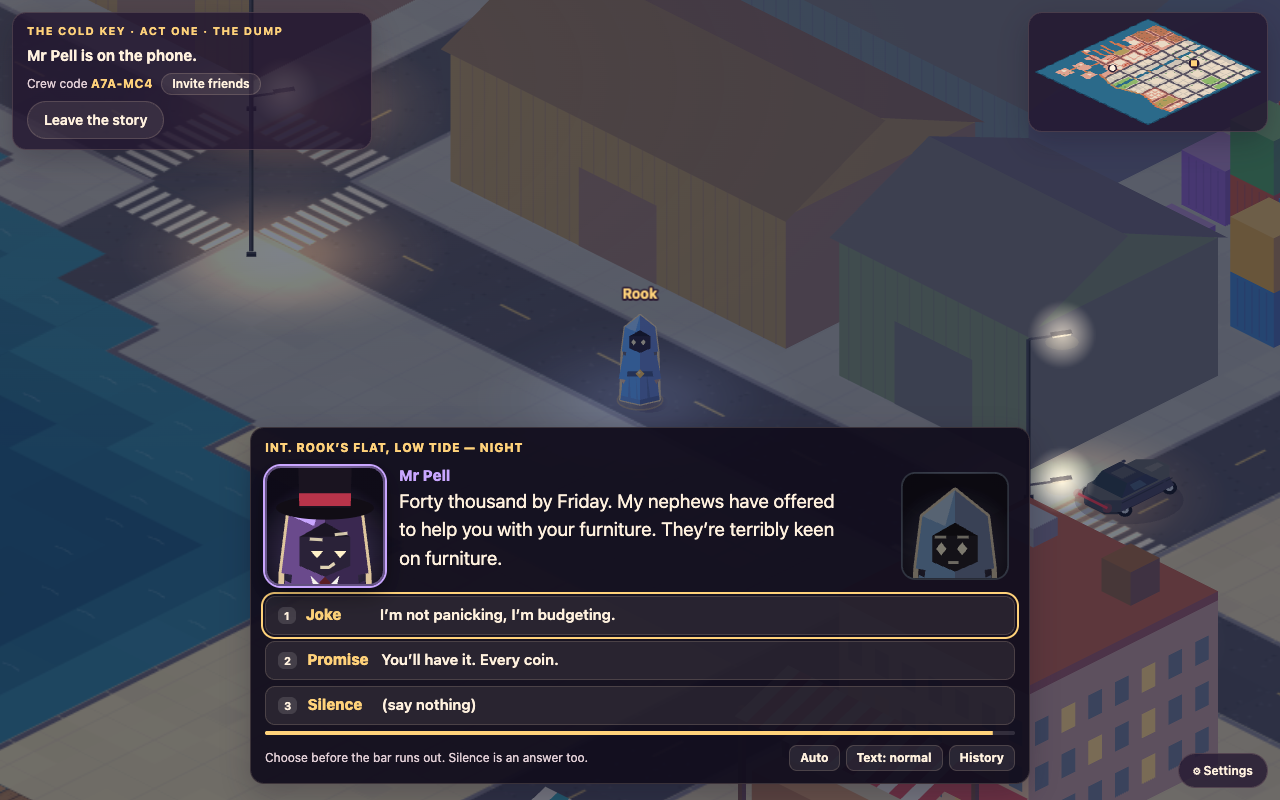 THE COLD KEY · ACT ONE · THE DUMP
Mr Pell is on the phone.
Crew code A7A-MC4 Invite friends
Leave the story
Rook
INT. ROOK’S FLAT, LOW TIDE — NIGHT
Mr Pell
Forty thousand by Friday. My nephews have offered
to help you with your furniture. They’re terribly keen
on furniture.
1 Joke I’m not panicking, I’m budgeting.
2 Promise You’ll have it. Every coin.
3 Silence (say nothing)
Choose before the bar runs out. Silence is an answer too.
Auto Text: normal History
⚙ Settings